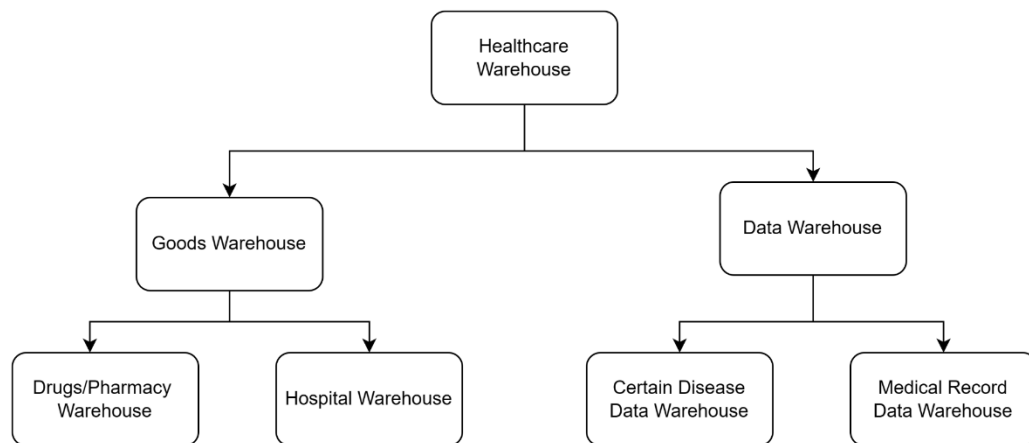 Healthcare
Warehouse
Goods Warehouse
Data Warehouse
Drugs/Pharmacy
Warehouse
Hospital Warehouse
Certain Disease
Data Warehouse
Medical Record
Data Warehouse